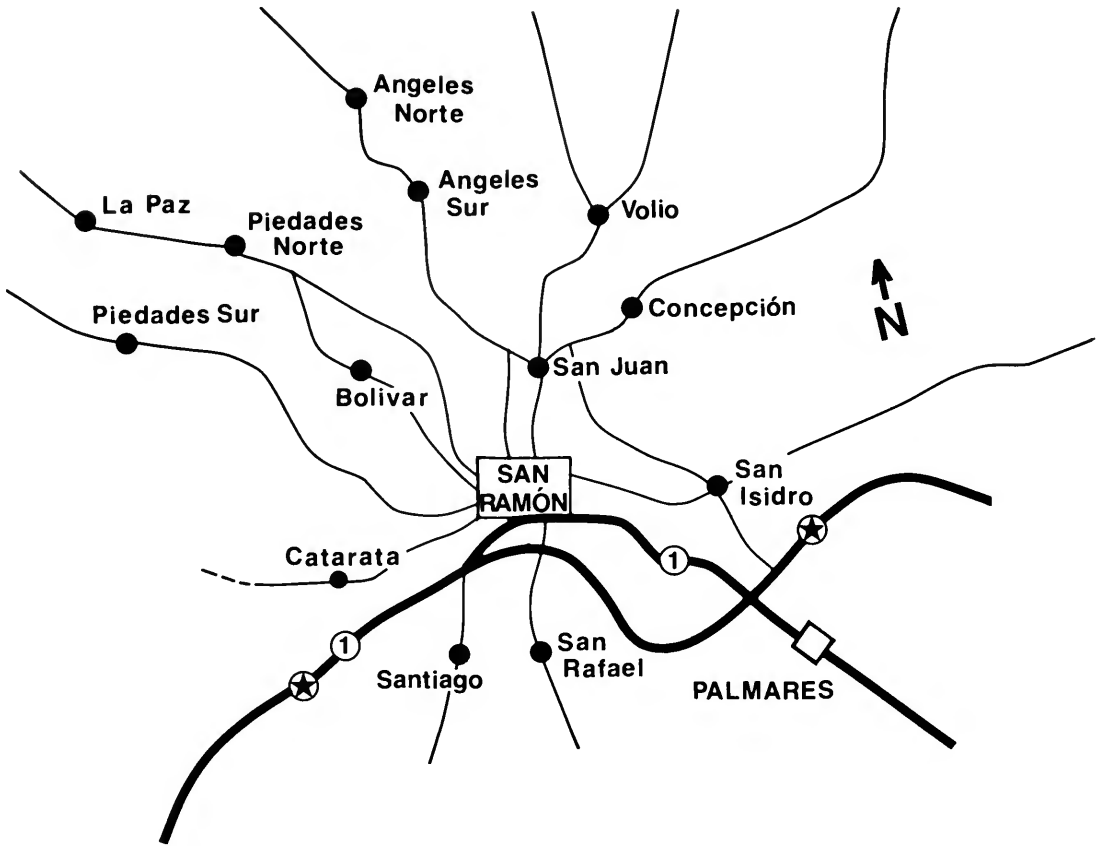 Angeles
Norte
Angeles
Sur
La Paz
Piedades
Norte
Volio
Piedades Sur
Concepción
N
San Juan
Bolivar
SAN
RAMÓN
San
Isidro
Catarata
1
1
Santiago
San
Rafael
PALMARES